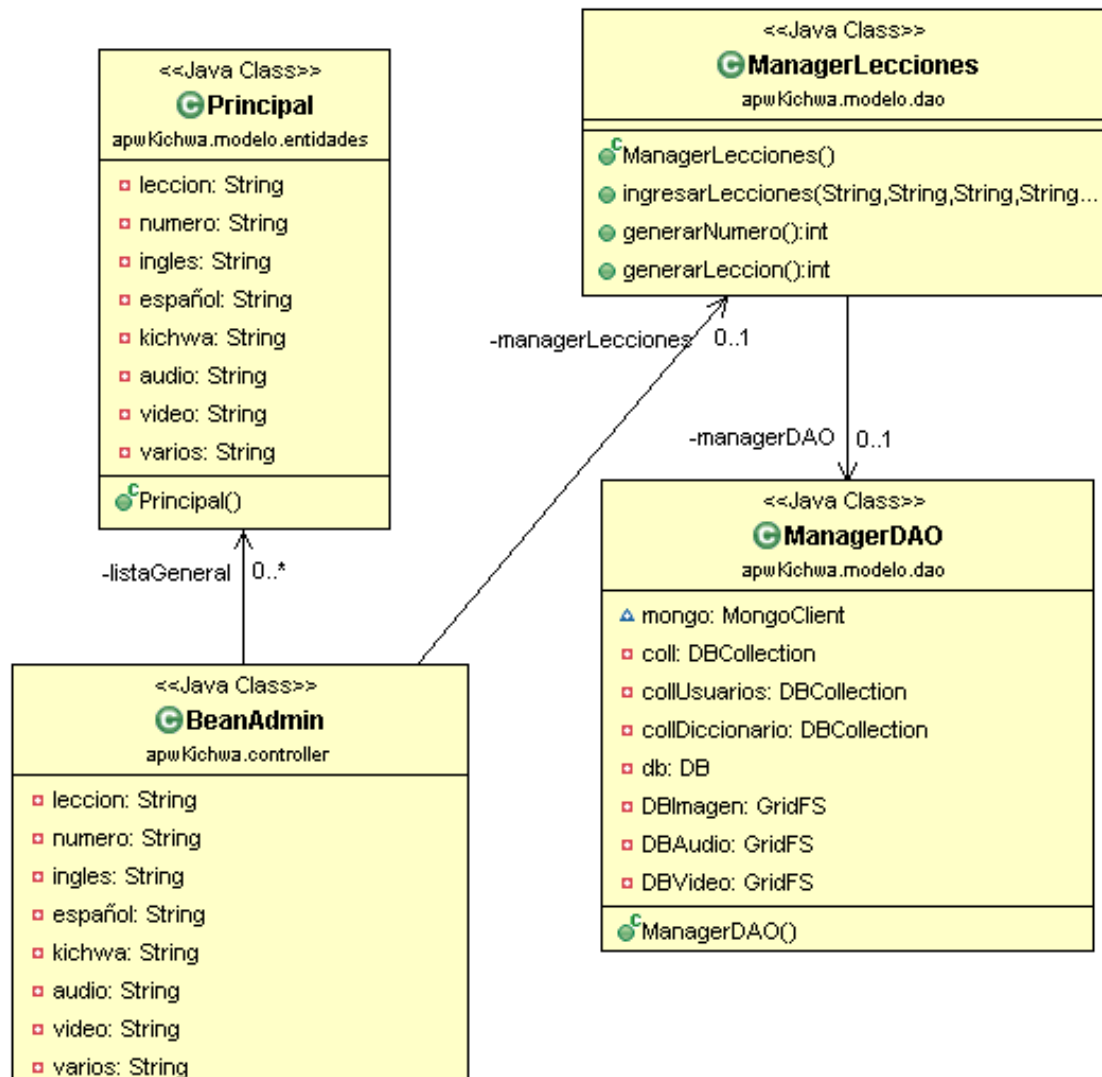 <<Java Class>>
Principal
apwKichwa.modelo.entidades
leccion: String
numero: String
ingles: String
español: String
kichwa: String
audio: String
video: String
varios: String
Principal()
<<Java Class>>
ManagerLecciones
apwKichwa.modelo.dao
ManagerLecciones()
ingresarLecciones(String,String,String,String...
generarNumero():int
generarLeccion():int
-managerLecciones 0..1
-managerDAO 0..1
-listaGeneral 0..*
<<Java Class>>
ManagerDAO
apwKichwa.modelo.dao
mongo: MongoClient
coll: DBCollection
collUsuarios: DBCollection
collDiccionario: DBCollection
db: DB
DBImagen: GridFS
DBAudio: GridFS
DBVideo: GridFS
ManagerDAO()
<<Java Class>>
BeanAdmin
apwKichwa.controller
leccion: String
numero: String
ingles: String
español: String
kichwa: String
audio: String
video: String
varios: String